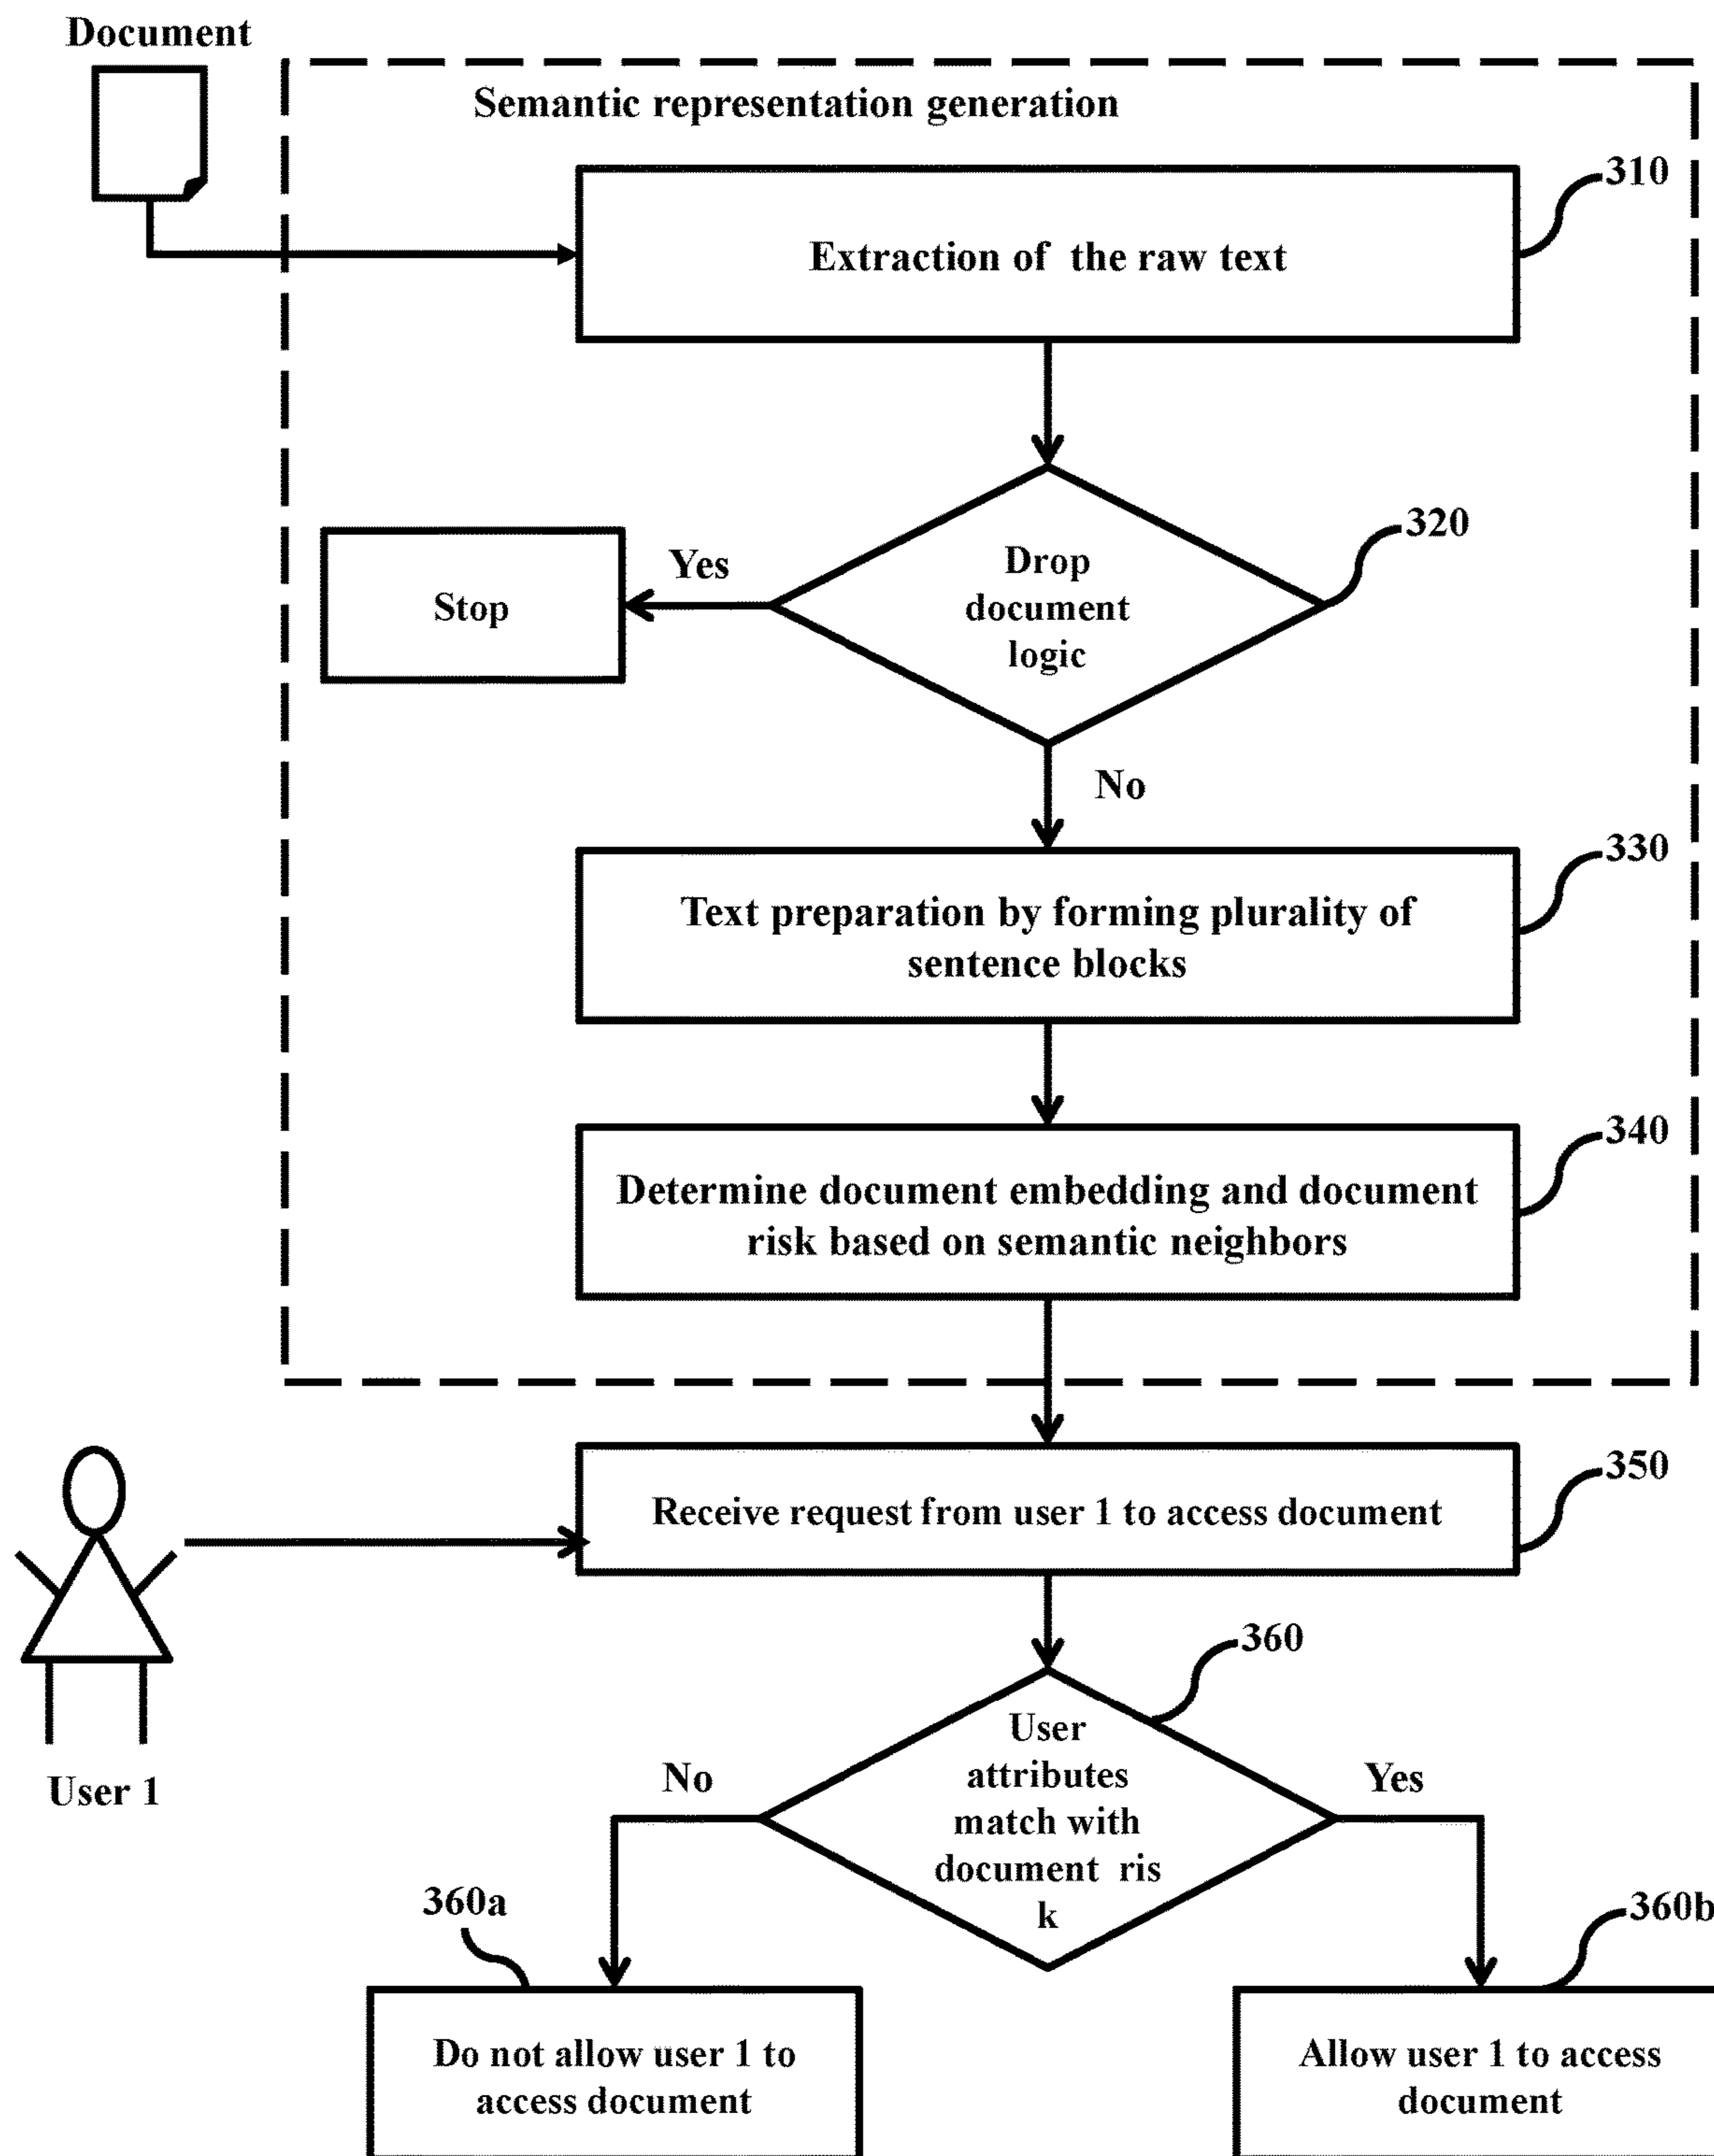 Document
Semantic representation generation
310
Extraction of the raw text
320
Drop
document
logic
Yes
Stop
No
330
Text preparation by forming plurality of
sentence blocks
340
Determine document embedding and document
risk based on semantic neighbors
350
Receive request from user 1 to access document
User 1
360
User
attributes
match with
document ris
k
No
Yes
360a
360b
Do not allow user 1 to
access document
Allow user 1 to access
document